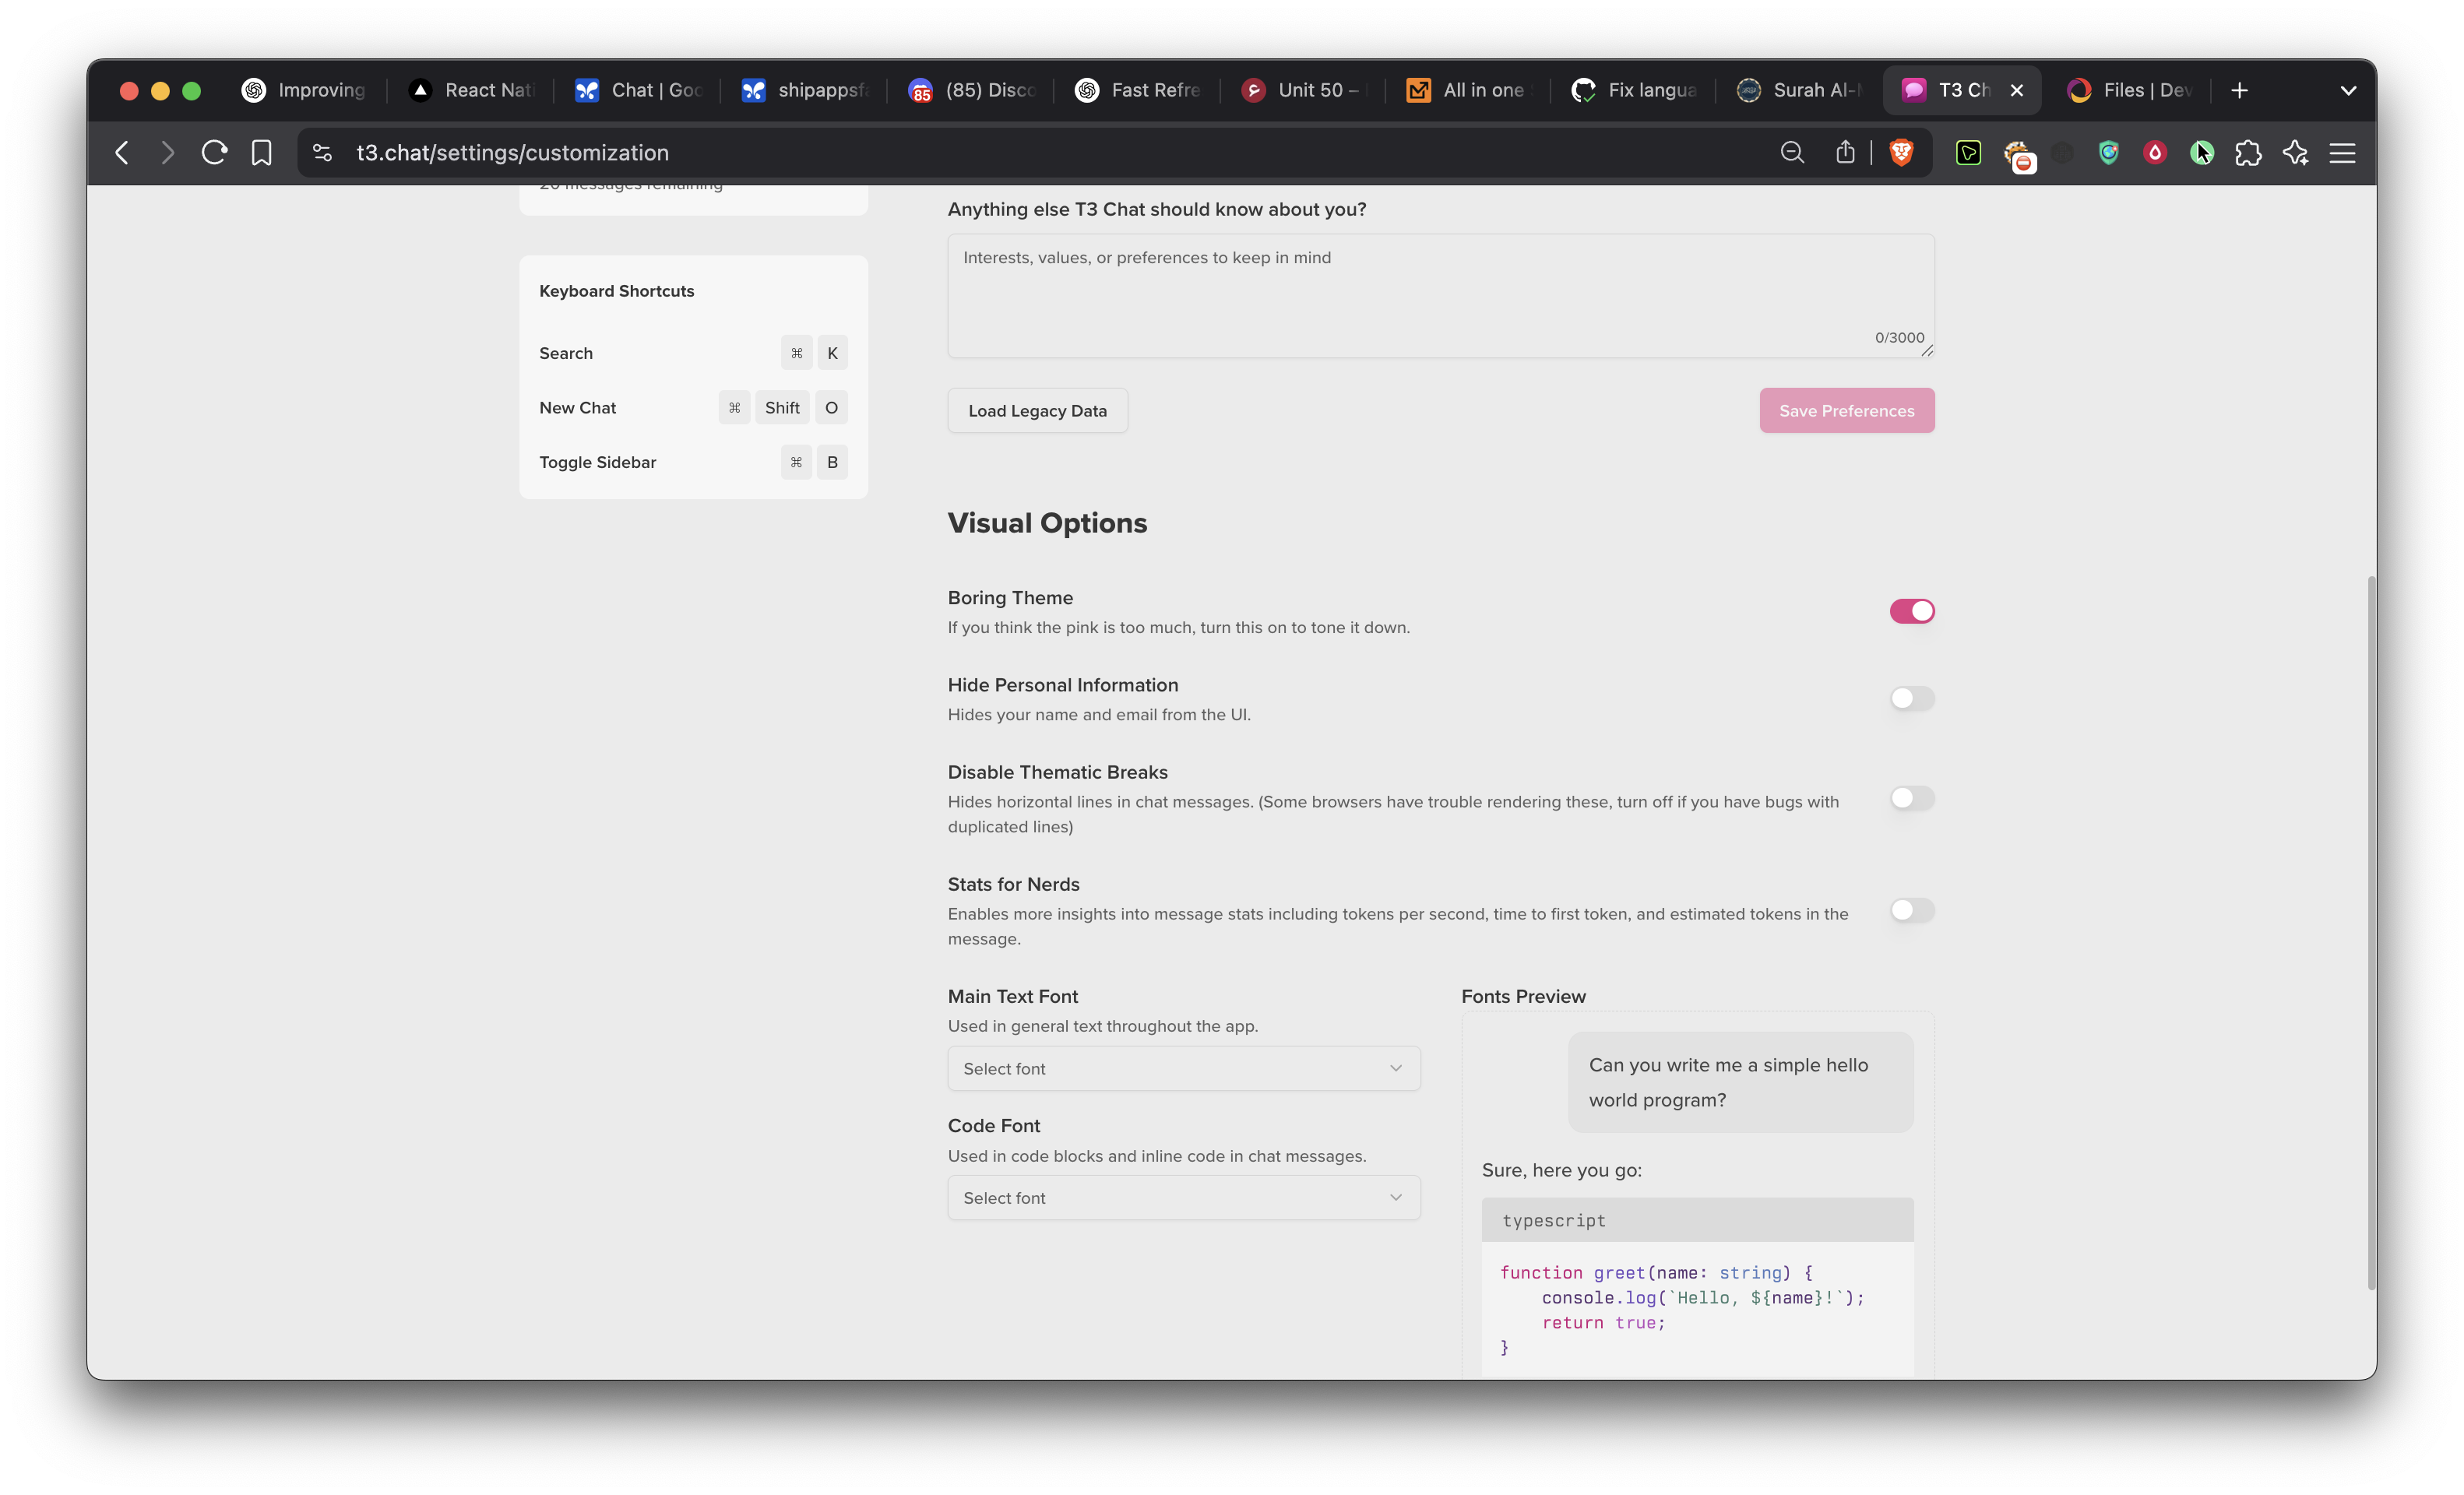 Improving
React Nati
Chat | Goo
shipappsfa
85
(85) Disco
Fast Refre
Unit 50 –
All in one
Fix langua
Surah Al-
T3 Ch
Files | Dev
t3.chat/settings/customization
20 messages remaining
Keyboard Shortcuts
Search ⌘ K
New Chat ⌘ Shift O
Toggle Sidebar ⌘ B
Anything else T3 Chat should know about you?
Interests, values, or preferences to keep in mind
0/3000
Load Legacy Data
Save Preferences
Visual Options
Boring Theme
If you think the pink is too much, turn this on to tone it down.
Hide Personal Information
Hides your name and email from the UI.
Disable Thematic Breaks
Hides horizontal lines in chat messages. (Some browsers have trouble rendering these, turn off if you have bugs with
duplicated lines)
Stats for Nerds
Enables more insights into message stats including tokens per second, time to first token, and estimated tokens in the
message.
Main Text Font
Used in general text throughout the app.
Select font
Code Font
Used in code blocks and inline code in chat messages.
Select font
Fonts Preview
Can you write me a simple hello
world program?
Sure, here you go:
typescript
function greet(name: string) {
    console.log(`Hello, ${name}!`);
    return true;
}